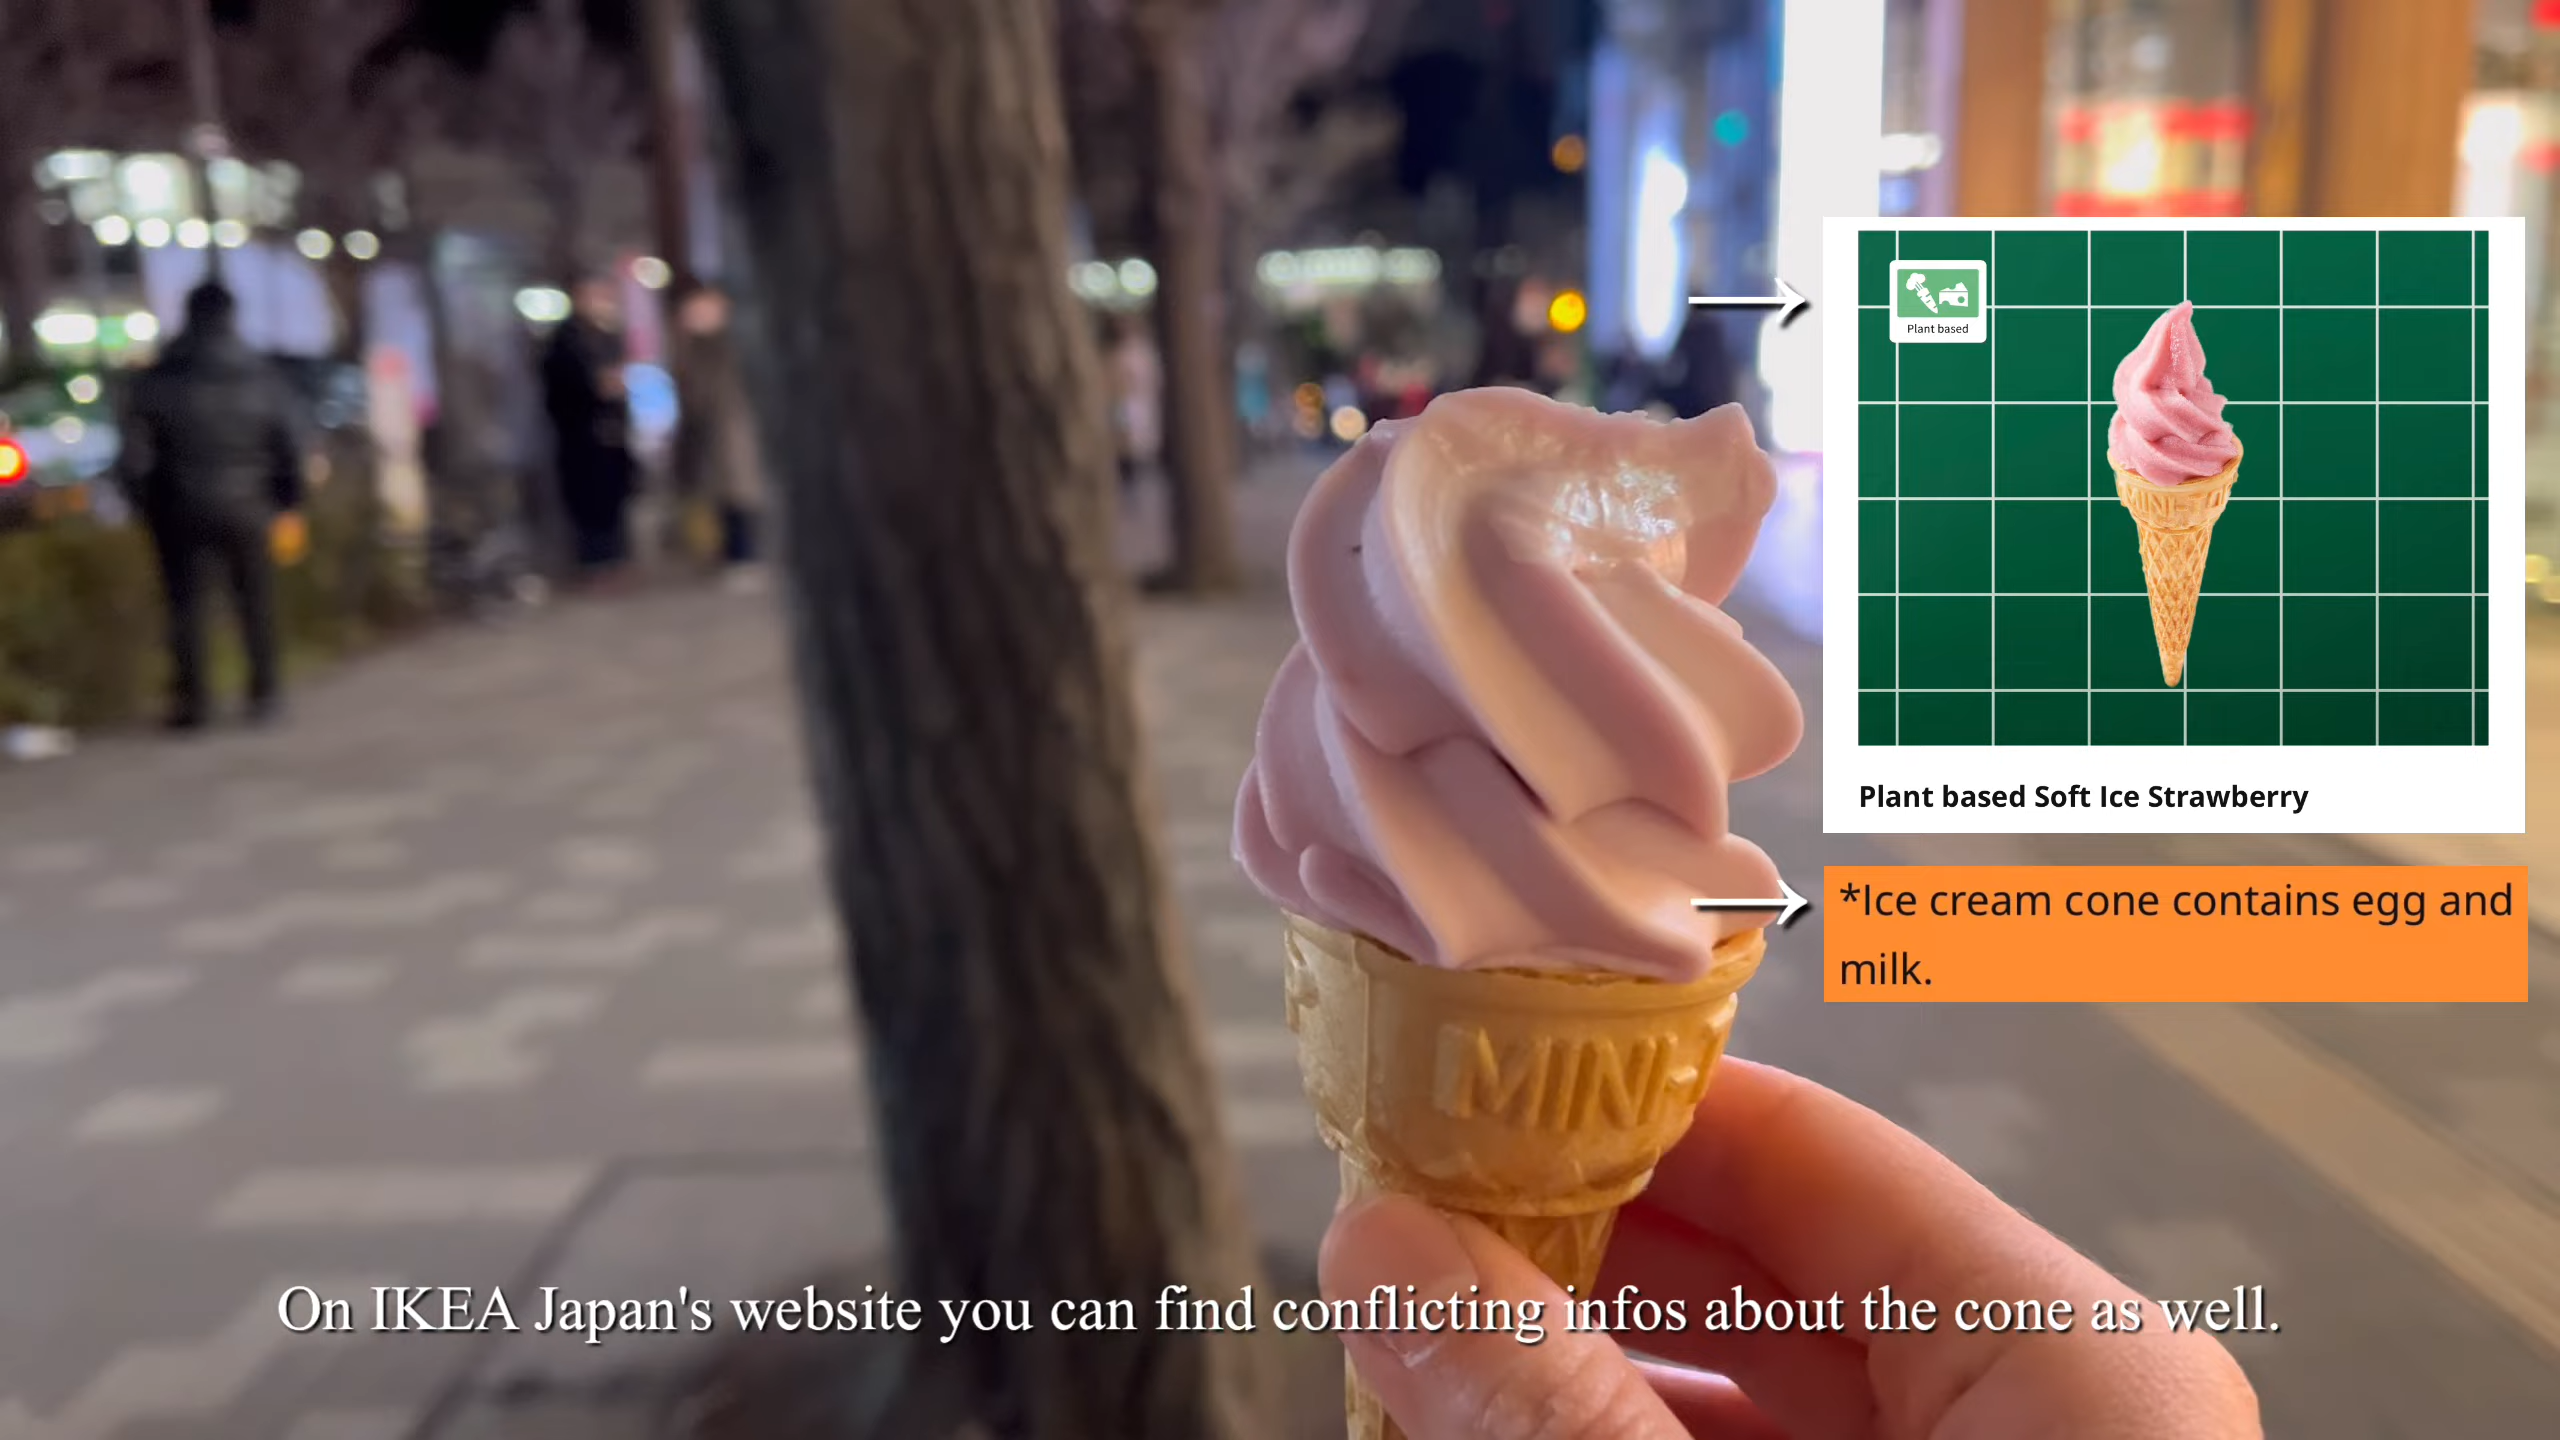 Plant based
Plant based Soft Ice Strawberry
*Ice cream cone contains egg and
milk.
MINI-
On IKEA Japan's website you can find conflicting infos about the cone as well.